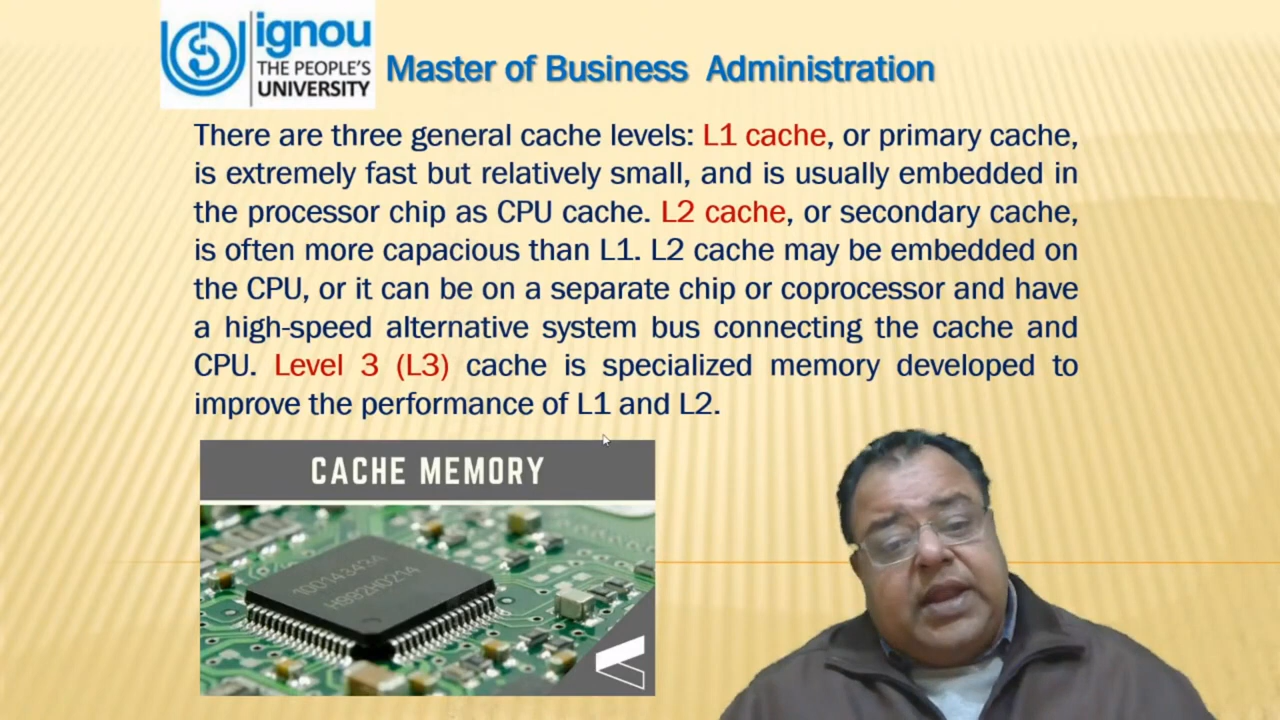 ignou
THE PEOPLE'S
UNIVERSITY
Master of Business Administration
There are three general cache levels: L1 cache, or primary cache,
is extremely fast but relatively small, and is usually embedded in
the processor chip as CPU cache. L2 cache, or secondary cache,
is often more capacious than L1. L2 cache may be embedded on
the CPU, or it can be on a separate chip or coprocessor and have
a high-speed alternative system bus connecting the cache and
CPU. Level 3 (L3) cache is specialized memory developed to
improve the performance of L1 and L2.
CACHE MEMORY
100143434
H982H0214